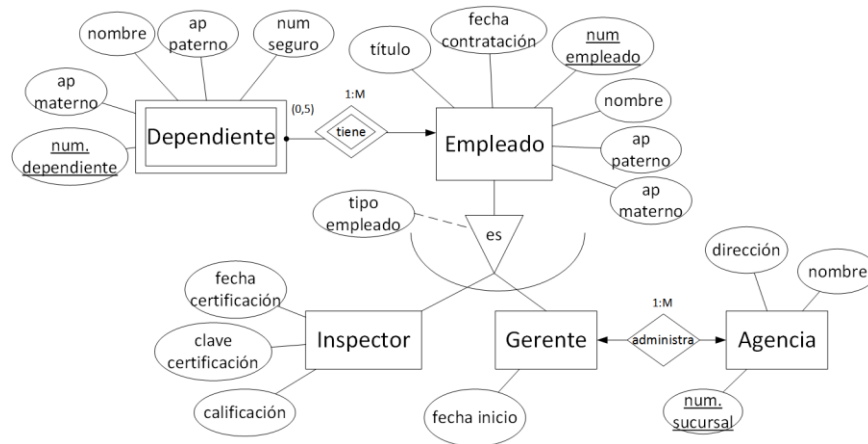 nombre
ap
paterno
num
seguro
ap
materno
num.
dependiente
Dependiente
(0,5)
1:M
tiene
título
fecha
contratación
num
empleado
nombre
ap
paterno
ap
materno
Empleado
tipo
empleado
es
fecha
certificación
clave
certificación
calificación
Inspector
Gerente
fecha inicio
1:M
administra
dirección
nombre
Agencia
num.
sucursal